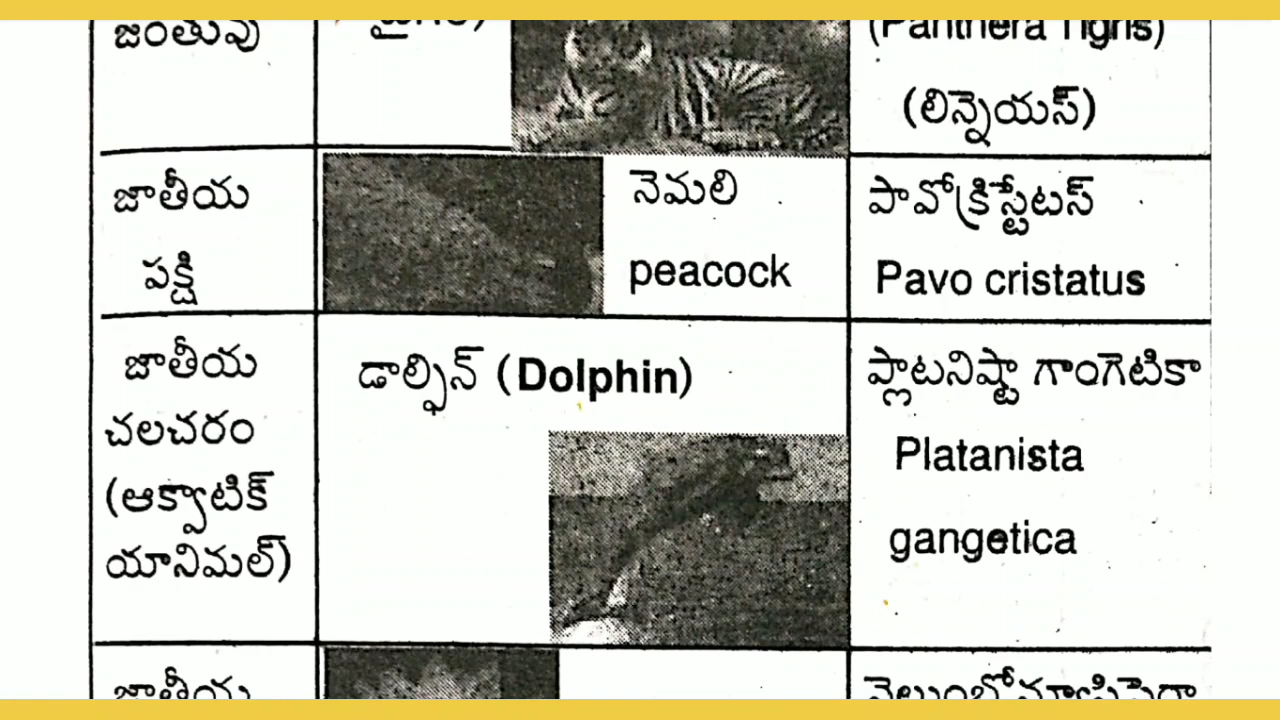 జంతువు
(Panthera Tigris)
(లిన్నెయస్)
జాతీయ
పక్షి
నెమలి
peacock
పావోక్రిస్టేటస్
Pavo cristatus
జాతీయ
చలచరం
(ఆక్వాటిక్
యానిమల్)
డాల్ఫిన్ (Dolphin)
ప్లాటనిష్టా గాంగెటికా
Platanista
gangetica
జాతీయ